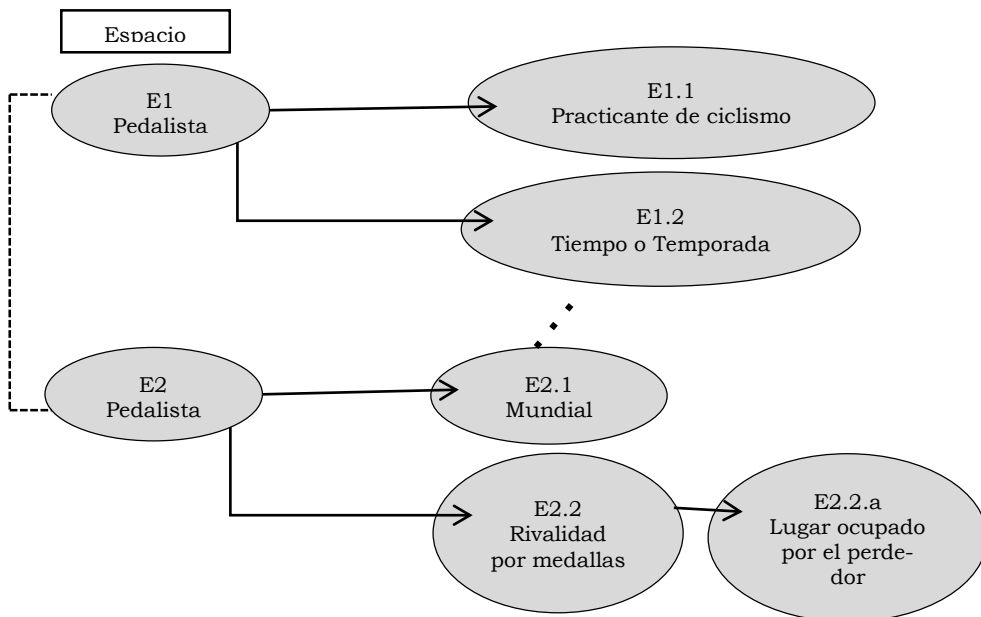 Espacio
E1
Pedalista
E1.1
Practicante de ciclismo
E1.2
Tiempo o Temporada
E2
Pedalista
E2.1
Mundial
E2.2
Rivalidad
por medallas
E2.2.a
Lugar ocupado
por el perde-
dor